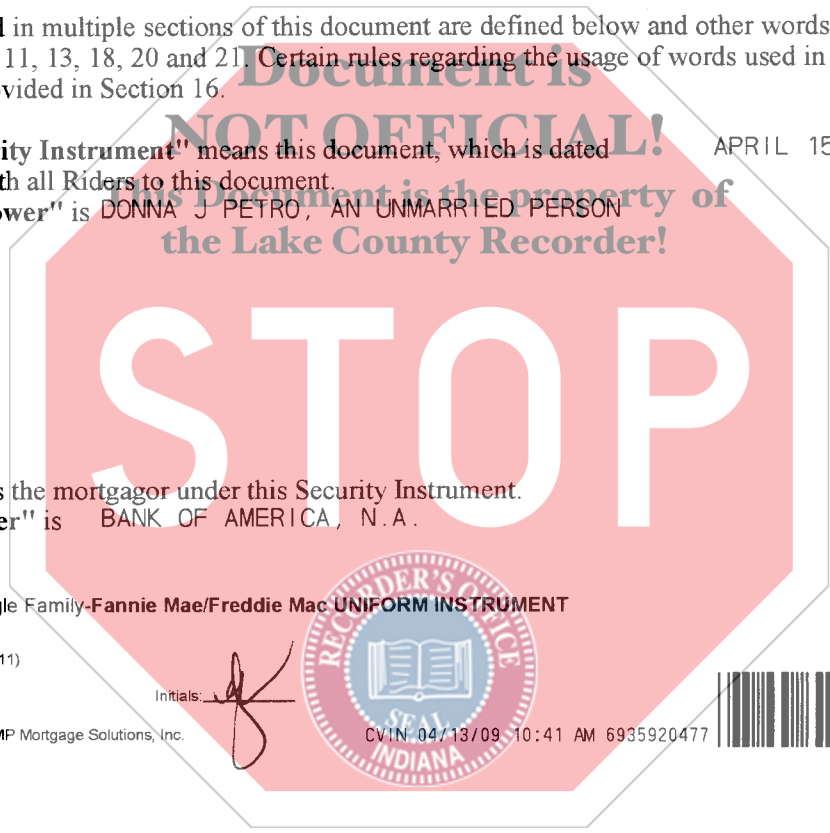 d in multiple sections of this document are defined below and other words
11, 13, 18, 20 and 21. Certain rules regarding the usage of words used in
vided in Section 16.
Document is
NOT OFFICIAL!
This Document is the property of
the Lake County Recorder!
ity Instrument" means this document, which is dated APRIL 15
th all Riders to this document.
ower" is DONNA J PETRO, AN UNMARRIED PERSON
STOP
s the mortgagor under this Security Instrument.
er" is BANK OF AMERICA, N.A.
gle Family-Fannie Mae/Freddie Mac UNIFORM INSTRUMENT
11)
Initials:
MP Mortgage Solutions, Inc.
CVIN 04/13/09 10:41 AM 6935920477
RECORDER'S OFFICE
SEAL
INDIANA